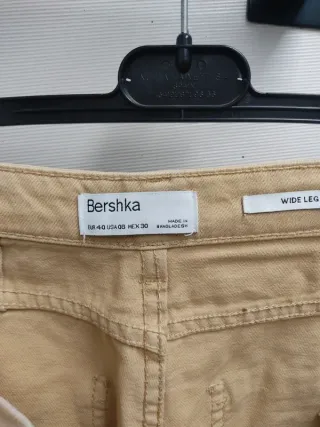 Bershka
EUR 40 USA 08 MEX 30
MADE IN
BANGLADESH
WIDE LEG